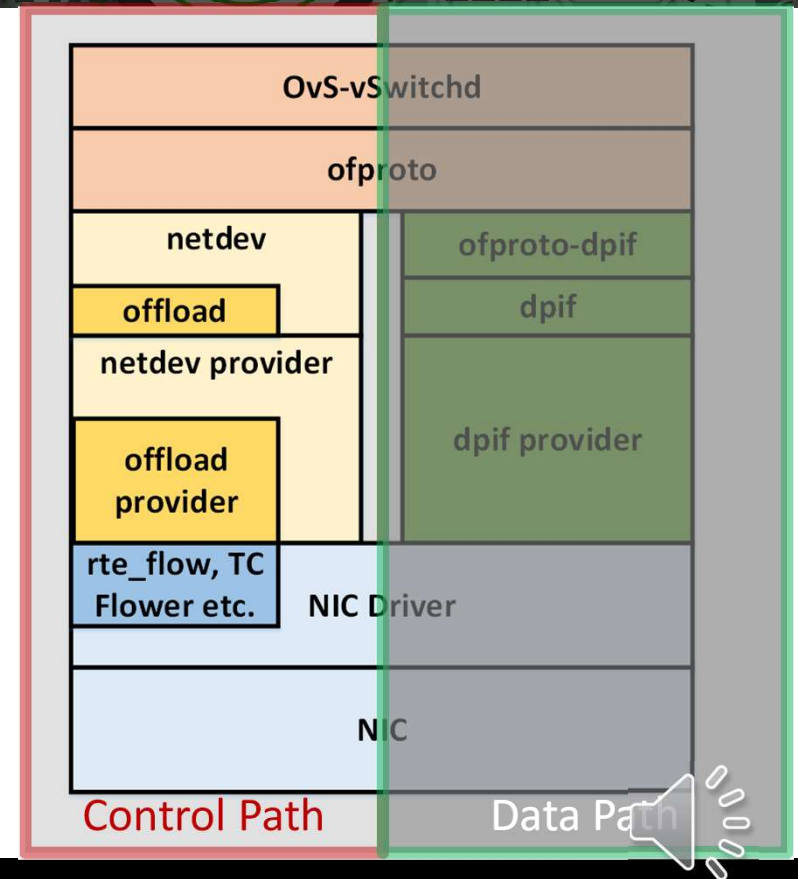 OvS-vSwitchd
ofproto
netdev
offload
netdev provider
offload
provider
rte_flow, TC
Flower etc.
ofproto-dpif
dpif
dpif provider
NIC Driver
NIC
Control Path
Data Path